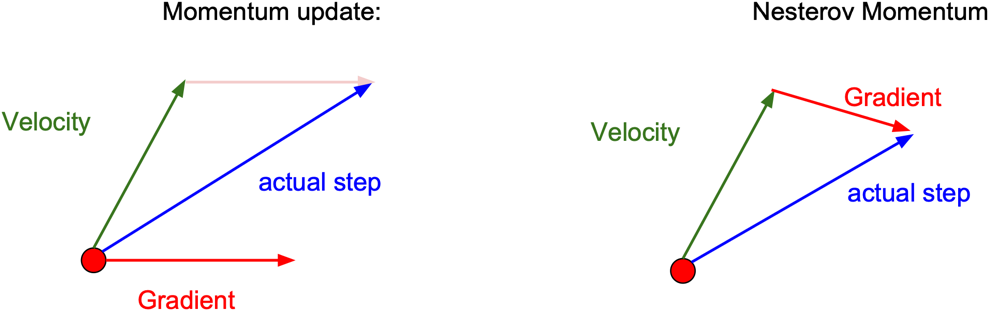 Momentum update:
Velocity
actual step
Gradient
Nesterov Momentum
Gradient
Velocity
actual step